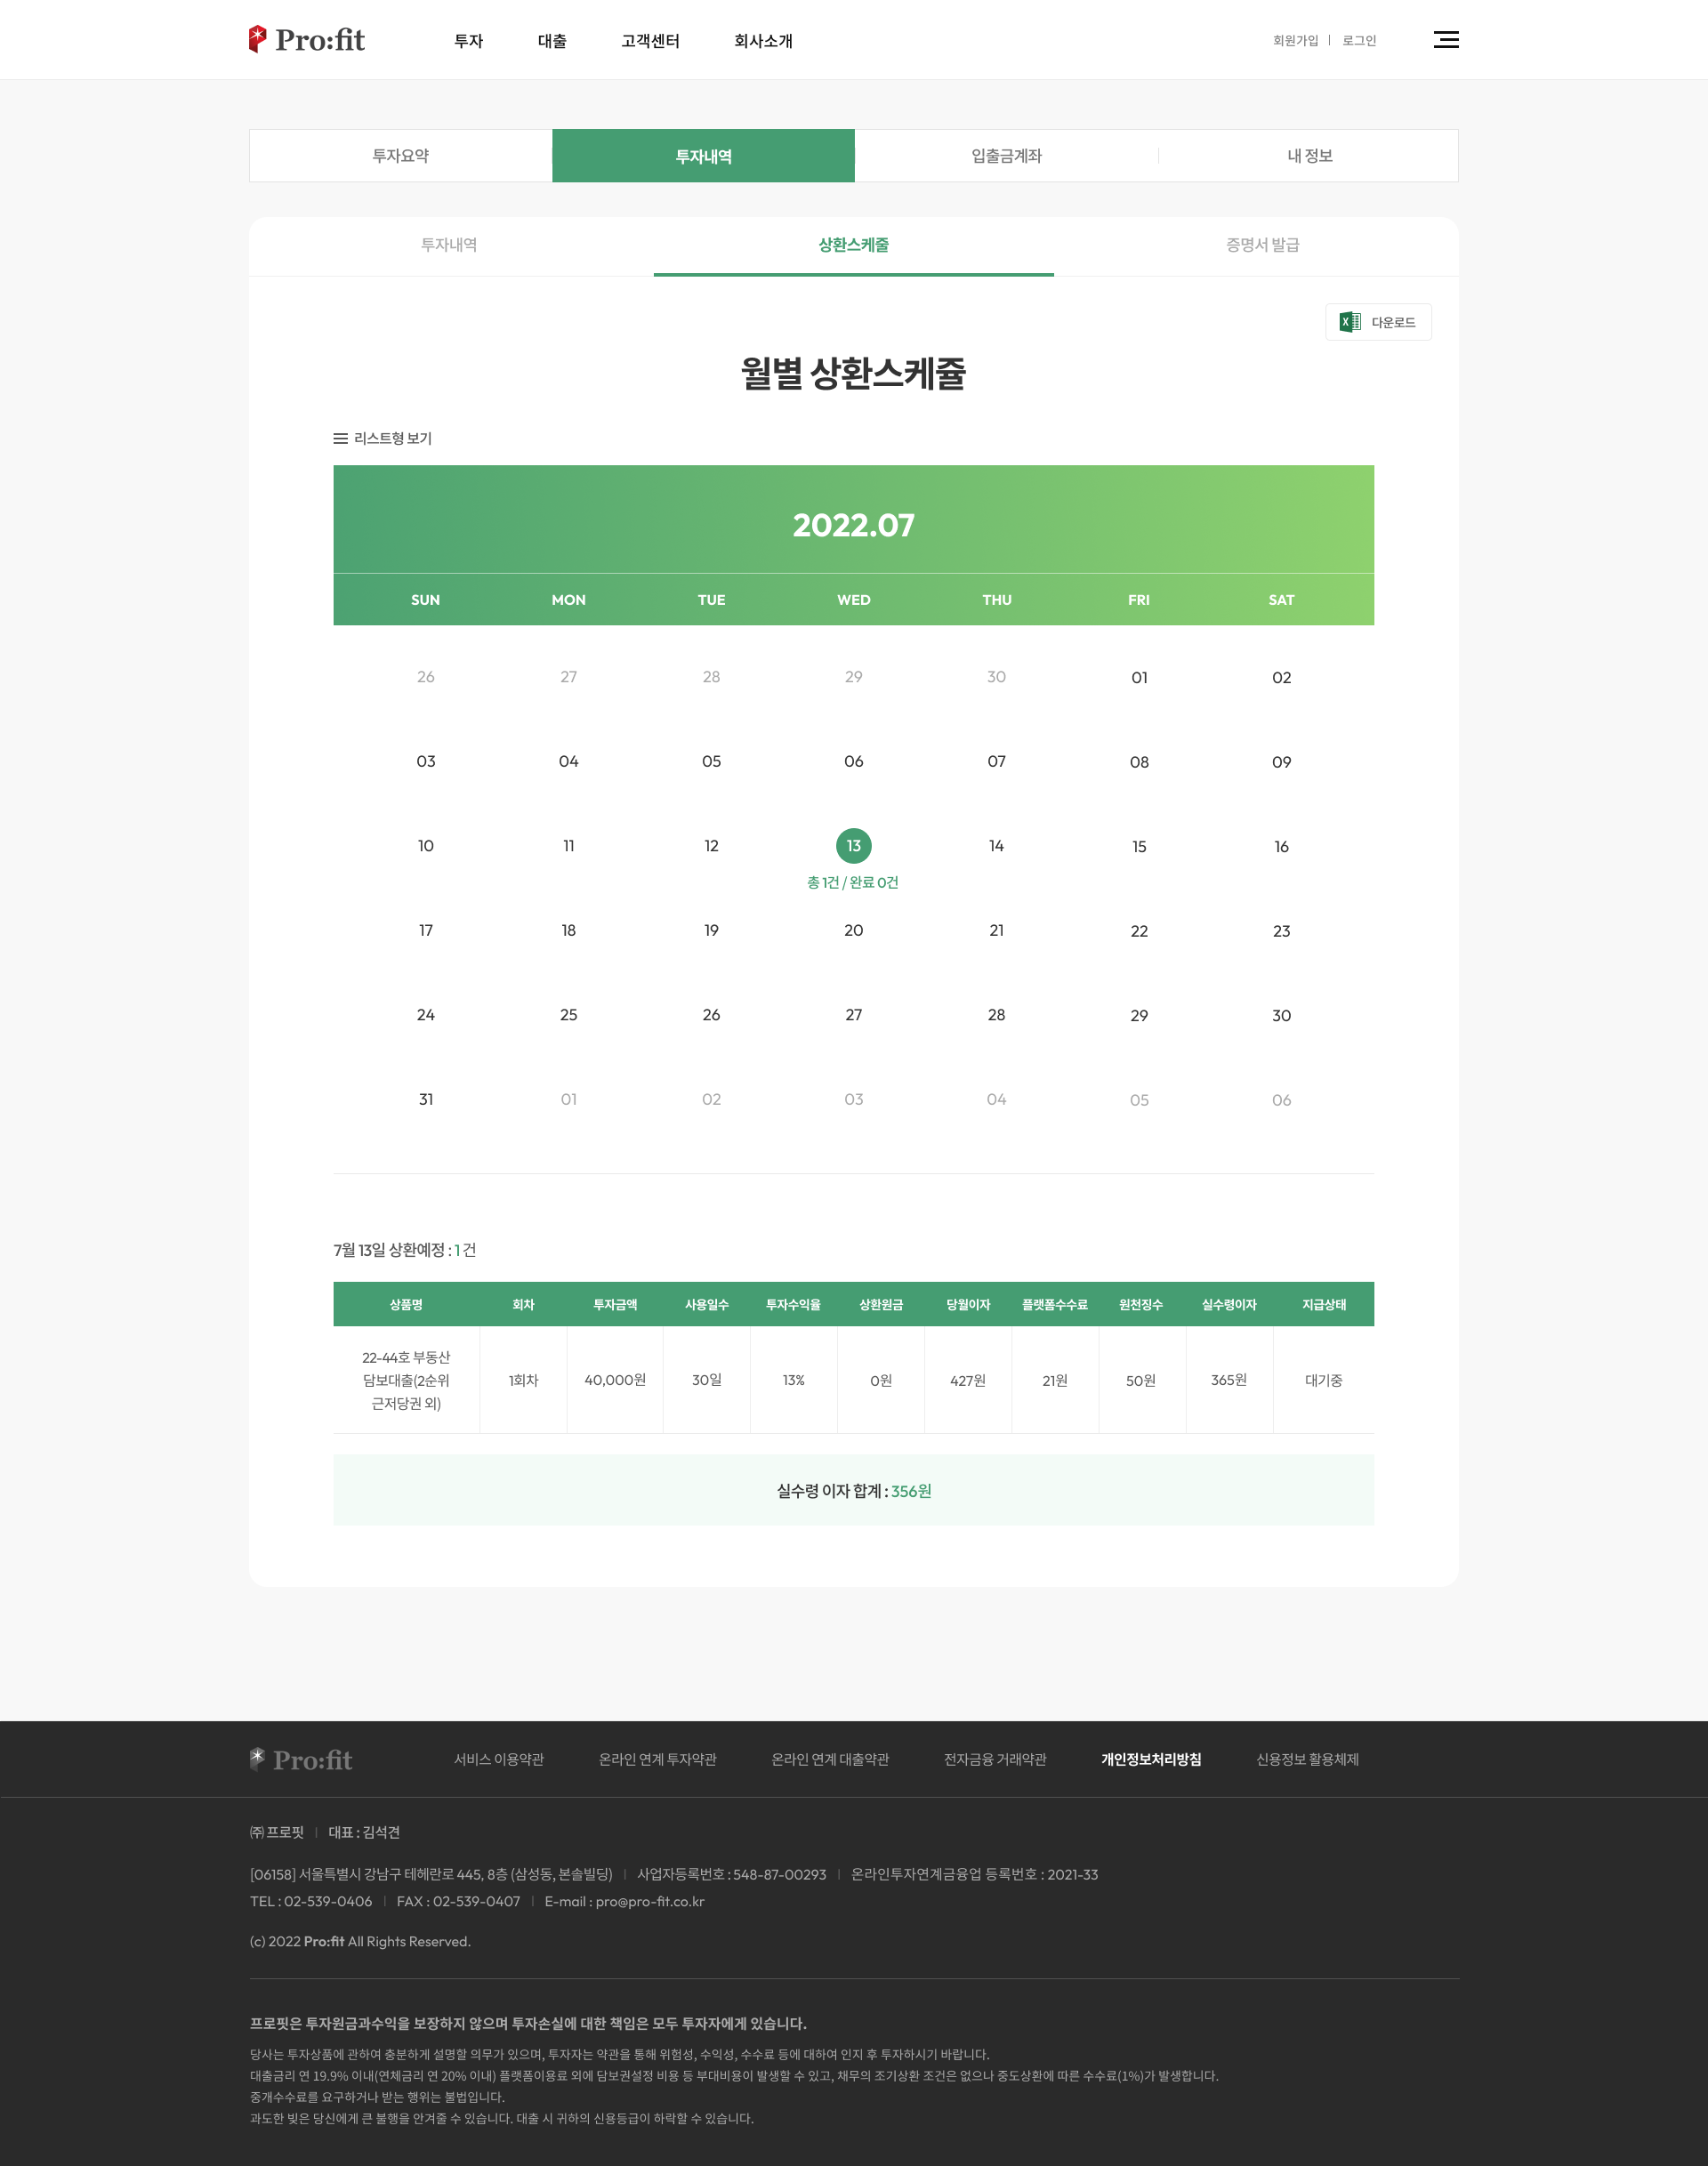 Pro:fit 투자 대출 고객센터 회사소개 회원가입 로그인
투자요약 투자내역 입출금계좌 내 정보
투자내역 상환스케줄 증명서 발급
다운로드
월별 상환스케쥴
리스트형 보기
2022.07
SUN MON TUE WED THU FRI SAT
26 27 28 29 30 01 02
03 04 05 06 07 08 09
10 11 12 13 14 15 16
총 1건 / 완료 0건
17 18 19 20 21 22 23
24 25 26 27 28 29 30
31 01 02 03 04 05 06
7월 13일 상환예정 : 1 건
상품명 회차 투자금액 사용일수 투자수익율 상환원금 당월이자 플랫폼수수료 원천징수 실수령이자 지급상태
22-44호 부동산
담보대출(2순위
근저당권 외)
1회차 40,000원 30일 13% 0원 427원 21원 50원 365원 대기중
실수령 이자 합계 : 356원
Pro:fit 서비스 이용약관 온라인 연계 투자약관 온라인 연계 대출약관 전자금융 거래약관 개인정보처리방침 신용정보 활용체제
㈜ 프로핏 | 대표 : 김석견
[06158] 서울특별시 강남구 테헤란로 445, 8층 (삼성동, 본솔빌딩) | 사업자등록번호 : 548-87-00293 | 온라인투자연계금융업 등록번호 : 2021-33
TEL : 02-539-0406 | FAX : 02-539-0407 | E-mail : pro@pro-fit.co.kr
(c) 2022 Pro:fit All Rights Reserved.
프로핏은 투자원금과수익을 보장하지 않으며 투자손실에 대한 책임은 모두 투자자에게 있습니다.
당사는 투자상품에 관하여 충분하게 설명할 의무가 있으며, 투자자는 약관을 통해 위험성, 수익성, 수수료 등에 대하여 인지 후 투자하시기 바랍니다.
대출금리 연 19.9% 이내(연체금리 연 20% 이내) 플랫폼이용료 외에 담보권설정 비용 등 부대비용이 발생할 수 있고, 채무의 조기상환 조건은 없으나 중도상환에 따른 수수료(1%)가 발생합니다.
중개수수료를 요구하거나 받는 행위는 불법입니다.
과도한 빚은 당신에게 큰 불행을 안겨줄 수 있습니다. 대출 시 귀하의 신용등급이 하락할 수 있습니다.